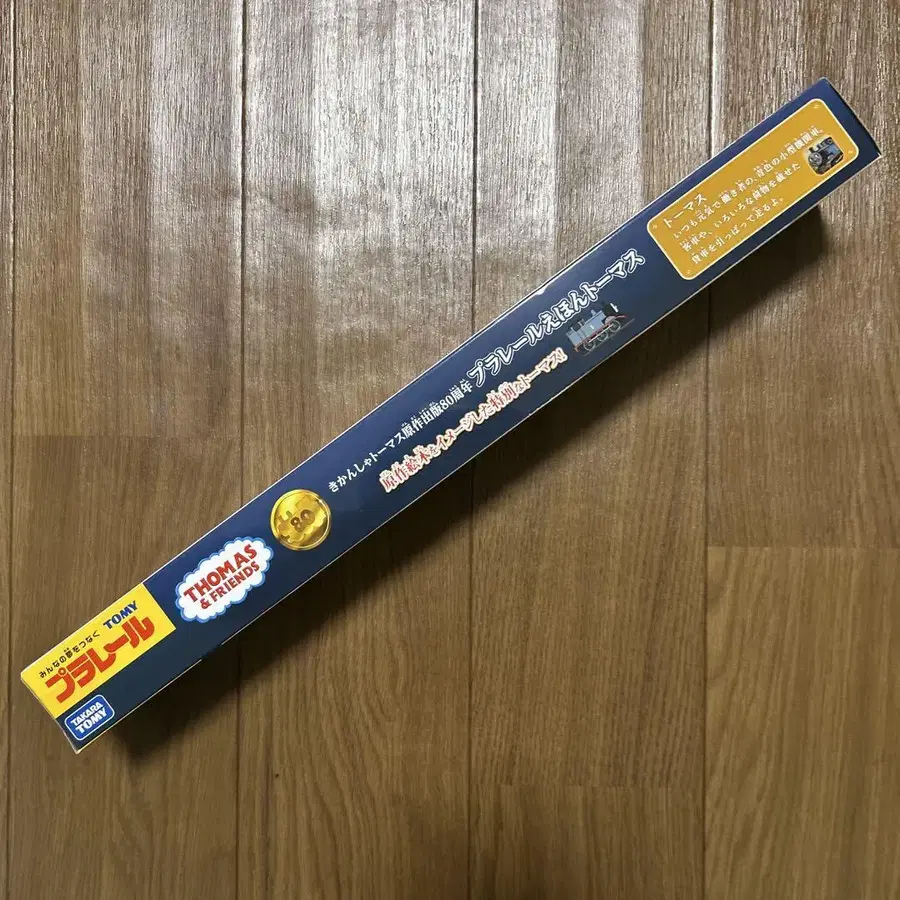 みんなの夢をつなぐ TOMY
プラレール
TAKARA
TOMY
THOMAS
& FRIENDS
80
きかんしゃトーマス原作出版80周年 プラレールえほんトーマス
原作絵本をイメージした特別なトーマス!
トーマス
いつも元気で働き者の、青色の小型機関車。
客車や、いろいろな荷物を載せた
貨車を引っぱって走るよ。